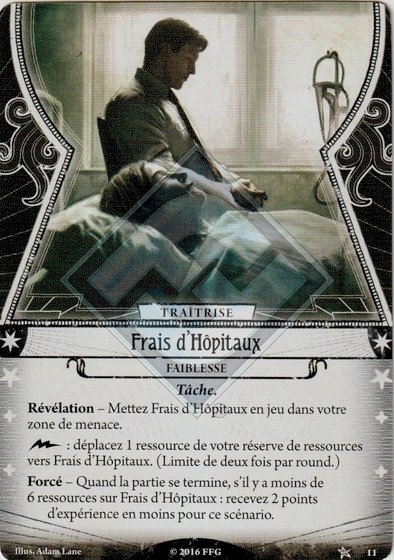 TRAÎTRISE
Frais d'Hôpitaux
FAIBLESSE
Tâche.
Révélation – Mettez Frais d'Hôpitaux en jeu dans votre
zone de menace.
: déplacez 1 ressource de votre réserve de ressources
vers Frais d'Hôpitaux. (Limite de deux fois par round.)
Forcé – Quand la partie se termine, s'il y a moins de
6 ressources sur Frais d'Hôpitaux : recevez 2 points
d'expérience en moins pour ce scénario.
Illus. Adam Lane © 2016 FFG 11